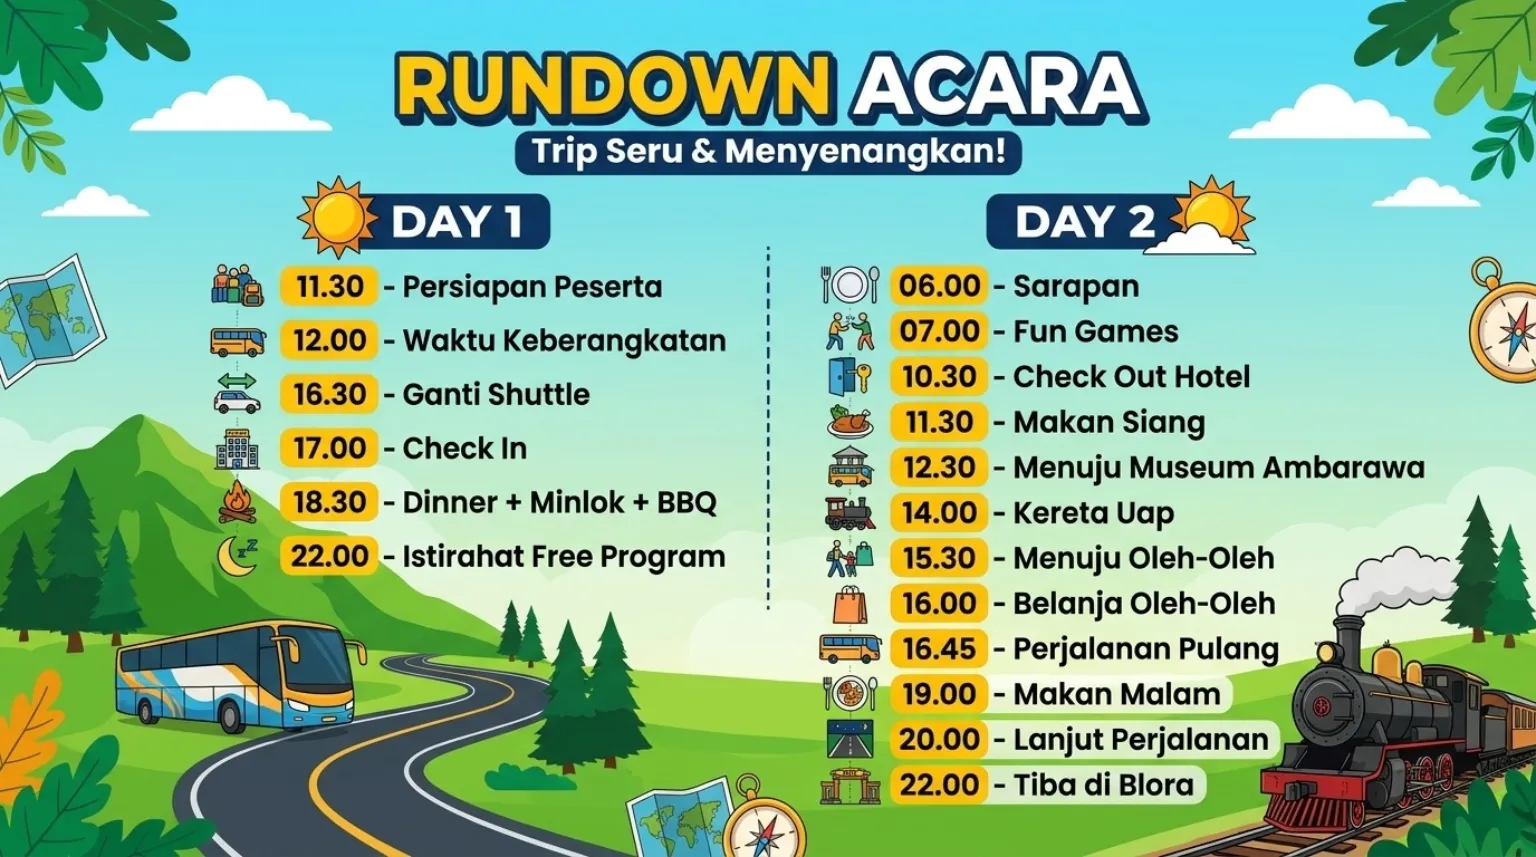 RUNDOWN ACARA
Trip Seru & Menyenangkan!
DAY 1
11.30 - Persiapan Peserta
12.00 - Waktu Keberangkatan
16.30 - Ganti Shuttle
17.00 - Check In
18.30 - Dinner + Minlok + BBQ
22.00 - Istirahat Free Program
DAY 2
06.00 - Sarapan
07.00 - Fun Games
10.30 - Check Out Hotel
11.30 - Makan Siang
12.30 - Menuju Museum Ambarawa
14.00 - Kereta Uap
15.30 - Menuju Oleh-Oleh
16.00 - Belanja Oleh-Oleh
16.45 - Perjalanan Pulang
19.00 - Makan Malam
20.00 - Lanjut Perjalanan
22.00 - Tiba di Blora